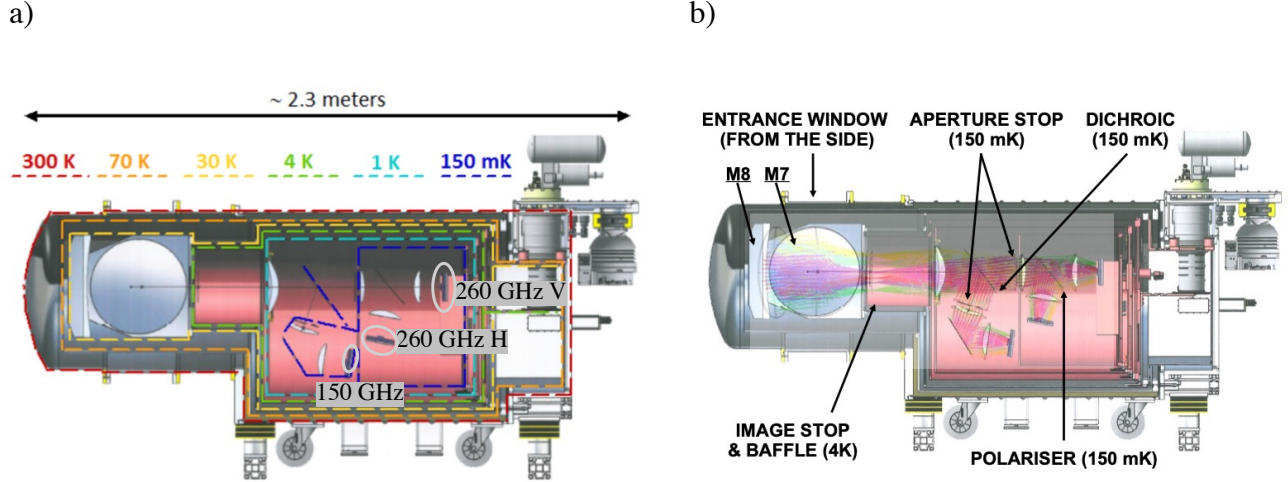 a)
~ 2.3 meters
300 K 70 K 30 K 4 K 1 K 150 mK
260 GHz V
260 GHz H
150 GHz
b)
ENTRANCE WINDOW
(FROM THE SIDE)
APERTURE STOP
(150 mK)
DICHROIC
(150 mK)
M8 M7
IMAGE STOP
& BAFFLE (4K)
POLARISER (150 mK)